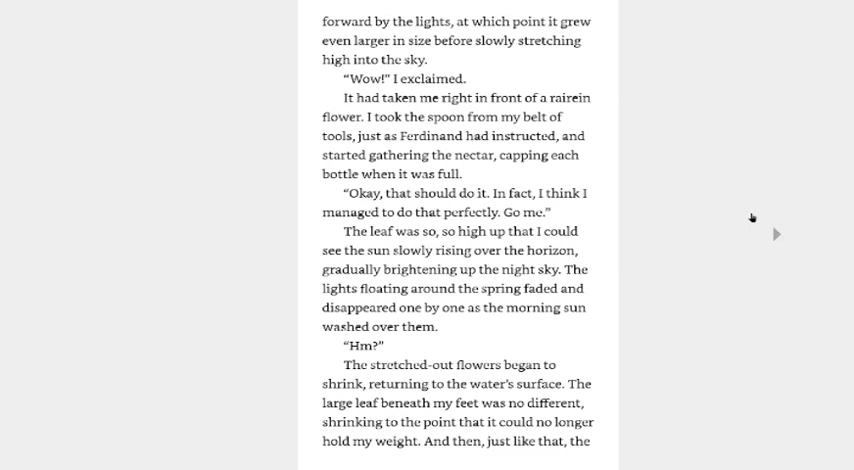 forward by the lights, at which point it grew
even larger in size before slowly stretching
high into the sky.
“Wow!” I exclaimed.
It had taken me right in front of a rairein
flower. I took the spoon from my belt of
tools, just as Ferdinand had instructed, and
started gathering the nectar, capping each
bottle when it was full.
“Okay, that should do it. In fact, I think I
managed to do that perfectly. Go me.”
The leaf was so, so high up that I could
see the sun slowly rising over the horizon,
gradually brightening up the night sky. The
lights floating around the spring faded and
disappeared one by one as the morning sun
washed over them.
“Hm?”
The stretched-out flowers began to
shrink, returning to the water’s surface. The
large leaf beneath my feet was no different,
shrinking to the point that it could no longer
hold my weight. And then, just like that, the